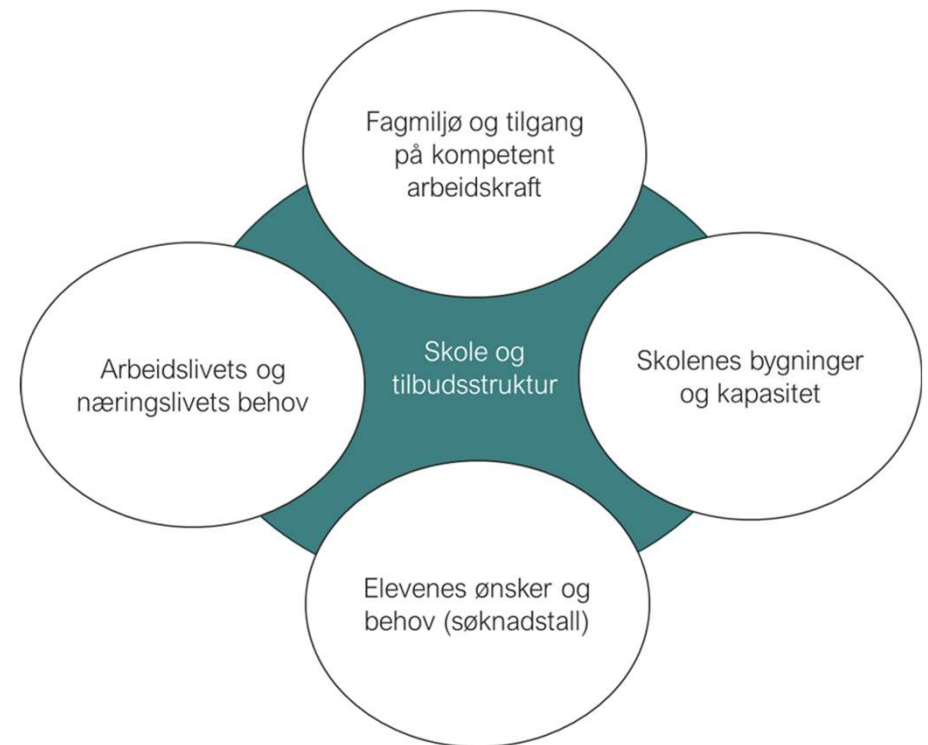 Fagmiljø og tilgang
på kompetent
arbeidskraft
Arbeidslivets og
næringslivets behov
Skole og
tilbudsstruktur
Skolenes bygninger
og kapasitet
Elevenes ønsker og
behov (søknadstall)